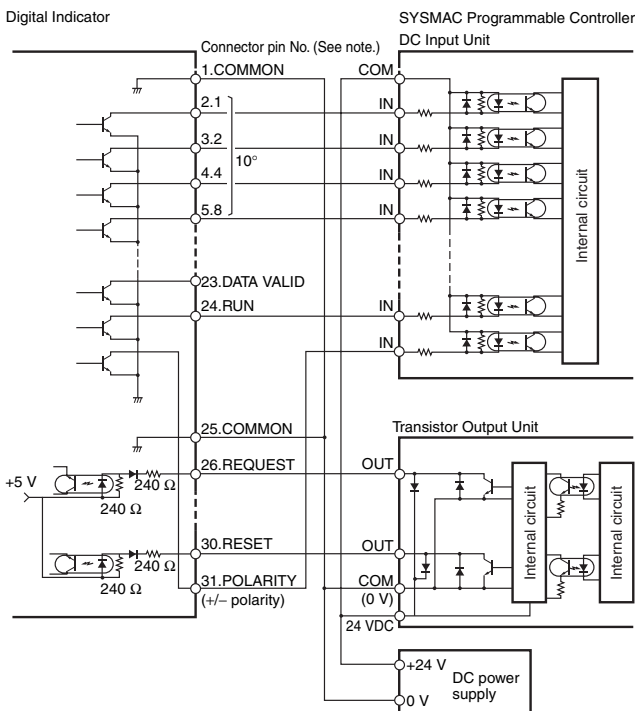 Digital Indicator
SYSMAC Programmable Controller
Connector pin No. (See note.)
DC Input Unit
1.COMMON
COM
2.1
IN
3.2
IN
10°
4.4
IN
5.8
IN
Internal circuit
23.DATA VALID
24.RUN
IN
IN
25.COMMON
Transistor Output Unit
26.REQUEST
OUT
+5 V
240 Ω
240 Ω
Internal circuit
Internal circuit
30.RESET
OUT
240 Ω
240 Ω
31.POLARITY
(+/– polarity)
COM
(0 V)
24 VDC
+24 V
DC power
supply
0 V